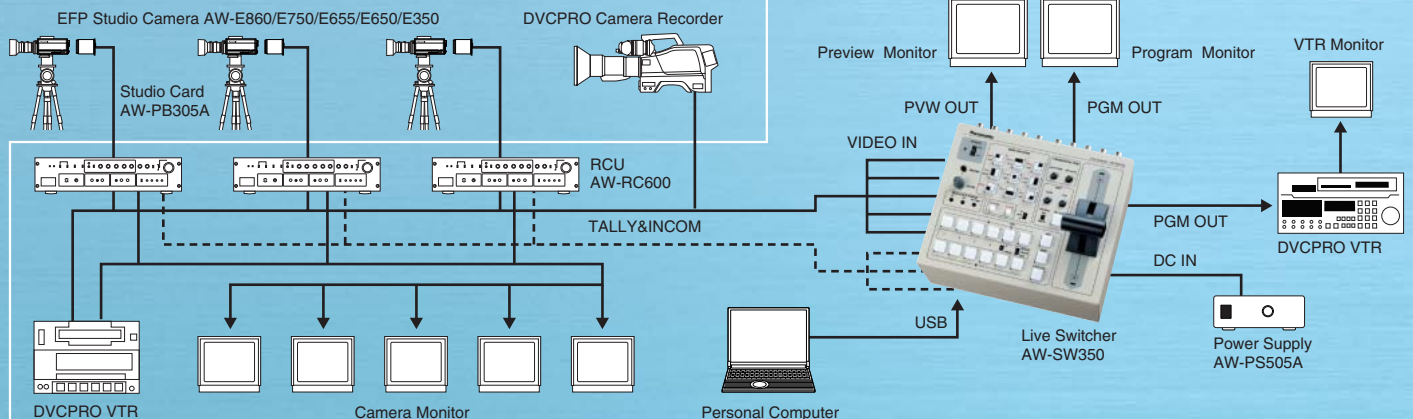 EFP Studio Camera AW-E860/E750/E655/E650/E350
DVCPRO Camera Recorder
Studio Card
AW-PB305A
RCU
AW-RC600
TALLY&INCOM
DVCPRO VTR
Camera Monitor
Personal Computer
USB
Preview Monitor
Program Monitor
VTR Monitor
PVW OUT
PGM OUT
VIDEO IN
Panasonic
PGM OUT
DVCPRO VTR
DC IN
Live Switcher
AW-SW350
Power Supply
AW-PS505A